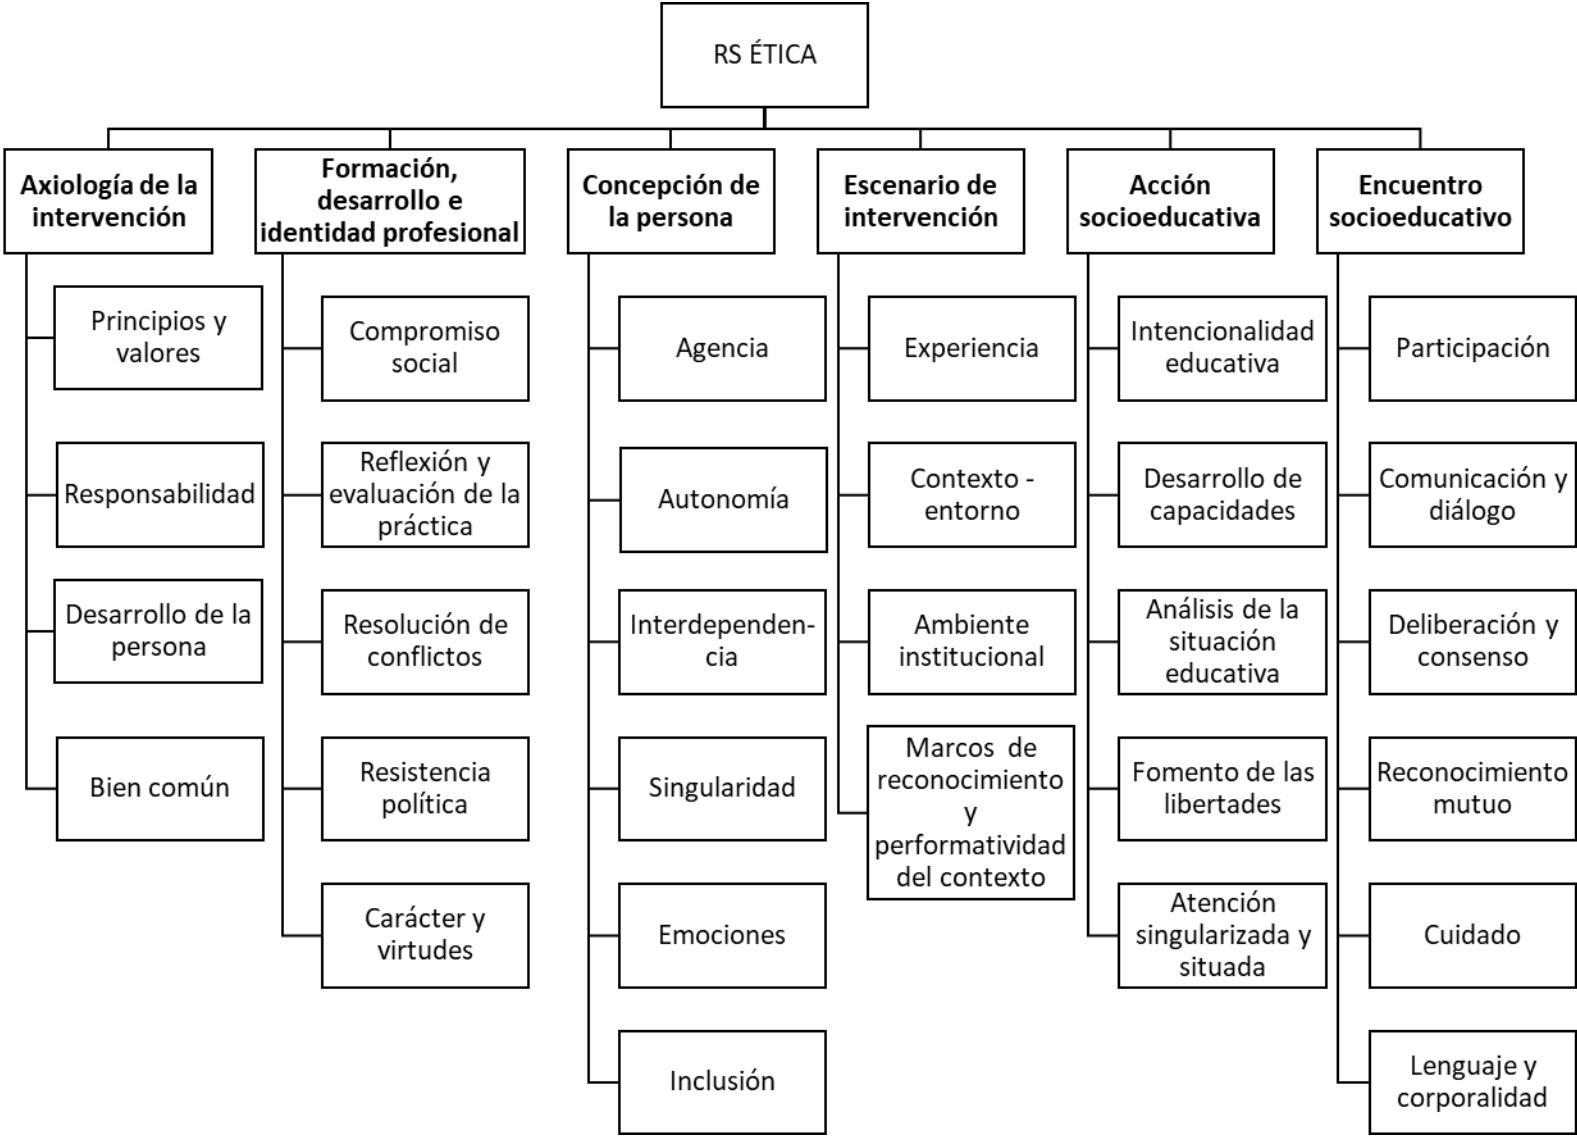 RS ÉTICA
Axiología de la
intervención
Principios y
valores
Responsabilidad
Desarrollo de la
persona
Bien común
Formación,
desarrollo e
identidad profesional
Compromiso
social
Reflexión y
evaluación de la
práctica
Resolución de
conflictos
Resistencia
política
Carácter y
virtudes
Concepción de
la persona
Agencia
Autonomía
Interdependen-
cia
Singularidad
Emociones
Inclusión
Escenario de
intervención
Experiencia
Contexto -
entorno
Ambiente
institucional
Marcos de
reconocimiento
y
performatividad
del contexto
Acción
socioeducativa
Intencionalidad
educativa
Desarrollo de
capacidades
Análisis de la
situación
educativa
Fomento de las
libertades
Atención
singularizada y
situada
Encuentro
socioeducativo
Participación
Comunicación y
diálogo
Deliberación y
consenso
Reconocimiento
mutuo
Cuidado
Lenguaje y
corporalidad